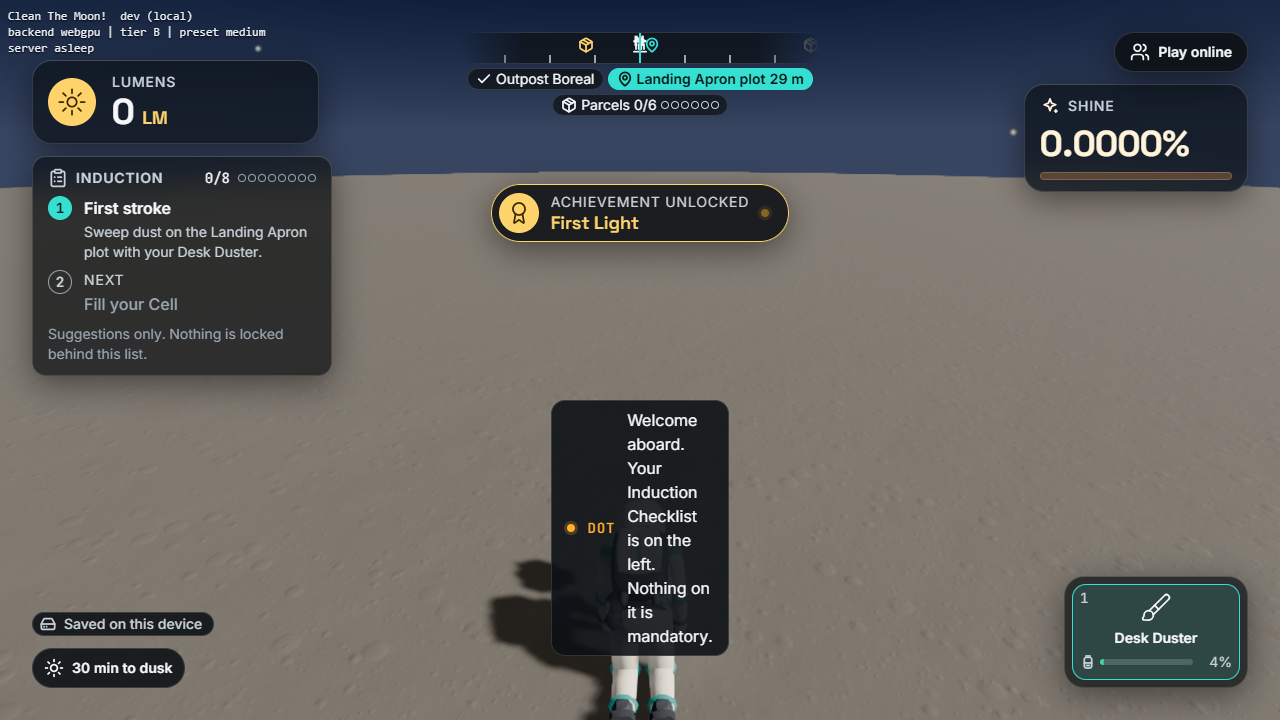 Clean The Moon! dev (local)
backend webgpu | tier B | preset medium
server asleep
LUMENS
0 LM
INDUCTION 0/8
1 First stroke
Sweep dust on the Landing Apron
plot with your Desk Duster.
2 NEXT
Fill your Cell
Suggestions only. Nothing is locked
behind this list.
Outpost Boreal
Landing Apron plot 29 m
Parcels 0/6
ACHIEVEMENT UNLOCKED
First Light
Play online
SHINE
0.0000%
DOT
Welcome
aboard.
Your
Induction
Checklist
is on the
left.
Nothing on
it is
mandatory.
Saved on this device
30 min to dusk
1
Desk Duster
4%